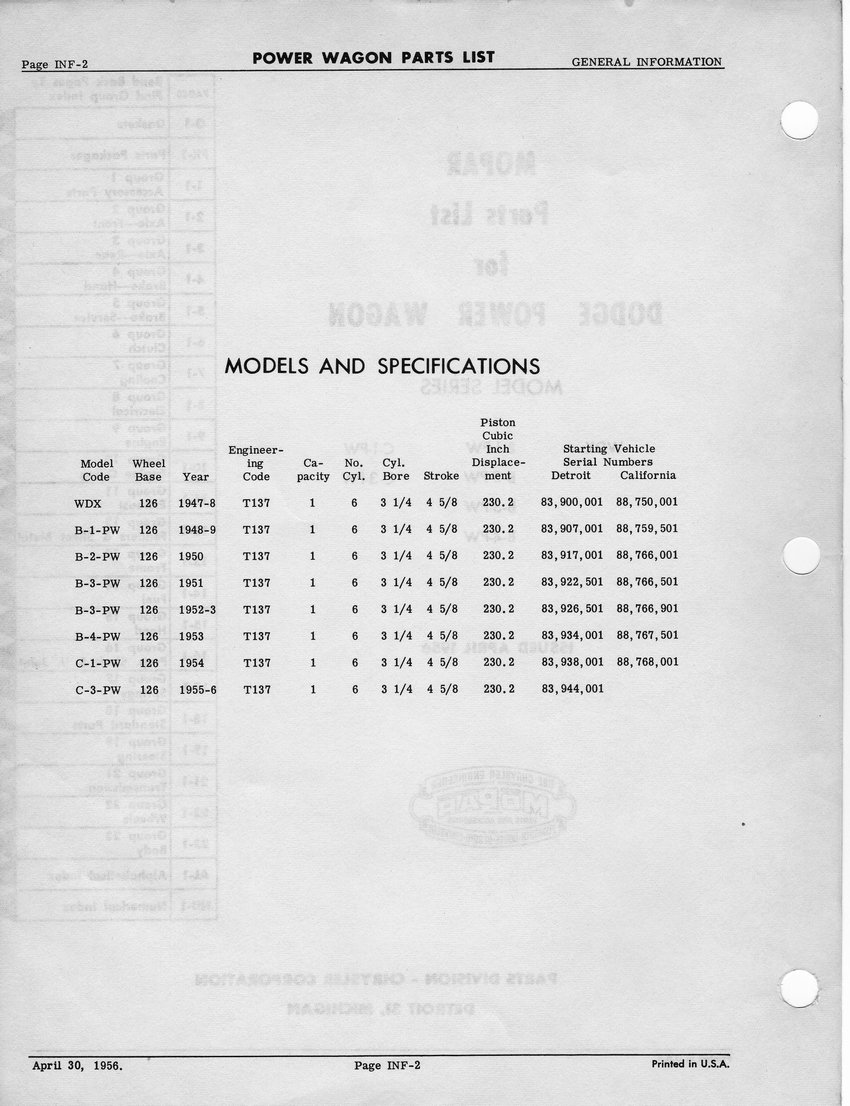 Page INF-2 POWER WAGON PARTS LIST GENERAL INFORMATION
MODELS AND SPECIFICATIONS
Piston
Cubic
Engineer- Inch Starting Vehicle
Model Wheel ing Ca- No. Cyl. Displace- Serial Numbers
Code Base Year Code pacity Cyl. Bore Stroke ment Detroit California
WDX 126 1947-8 T137 1 6 3 1/4 4 5/8 230.2 83,900,001 88,750,001
B-1-PW 126 1948-9 T137 1 6 3 1/4 4 5/8 230.2 83,907,001 88,759,501
B-2-PW 126 1950 T137 1 6 3 1/4 4 5/8 230.2 83,917,001 88,766,001
B-3-PW 126 1951 T137 1 6 3 1/4 4 5/8 230.2 83,922,501 88,766,501
B-3-PW 126 1952-3 T137 1 6 3 1/4 4 5/8 230.2 83,926,501 88,766,901
B-4-PW 126 1953 T137 1 6 3 1/4 4 5/8 230.2 83,934,001 88,767,501
C-1-PW 126 1954 T137 1 6 3 1/4 4 5/8 230.2 83,938,001 88,768,001
C-3-PW 126 1955-6 T137 1 6 3 1/4 4 5/8 230.2 83,944,001
April 30, 1956. Page INF-2 Printed in U.S.A.